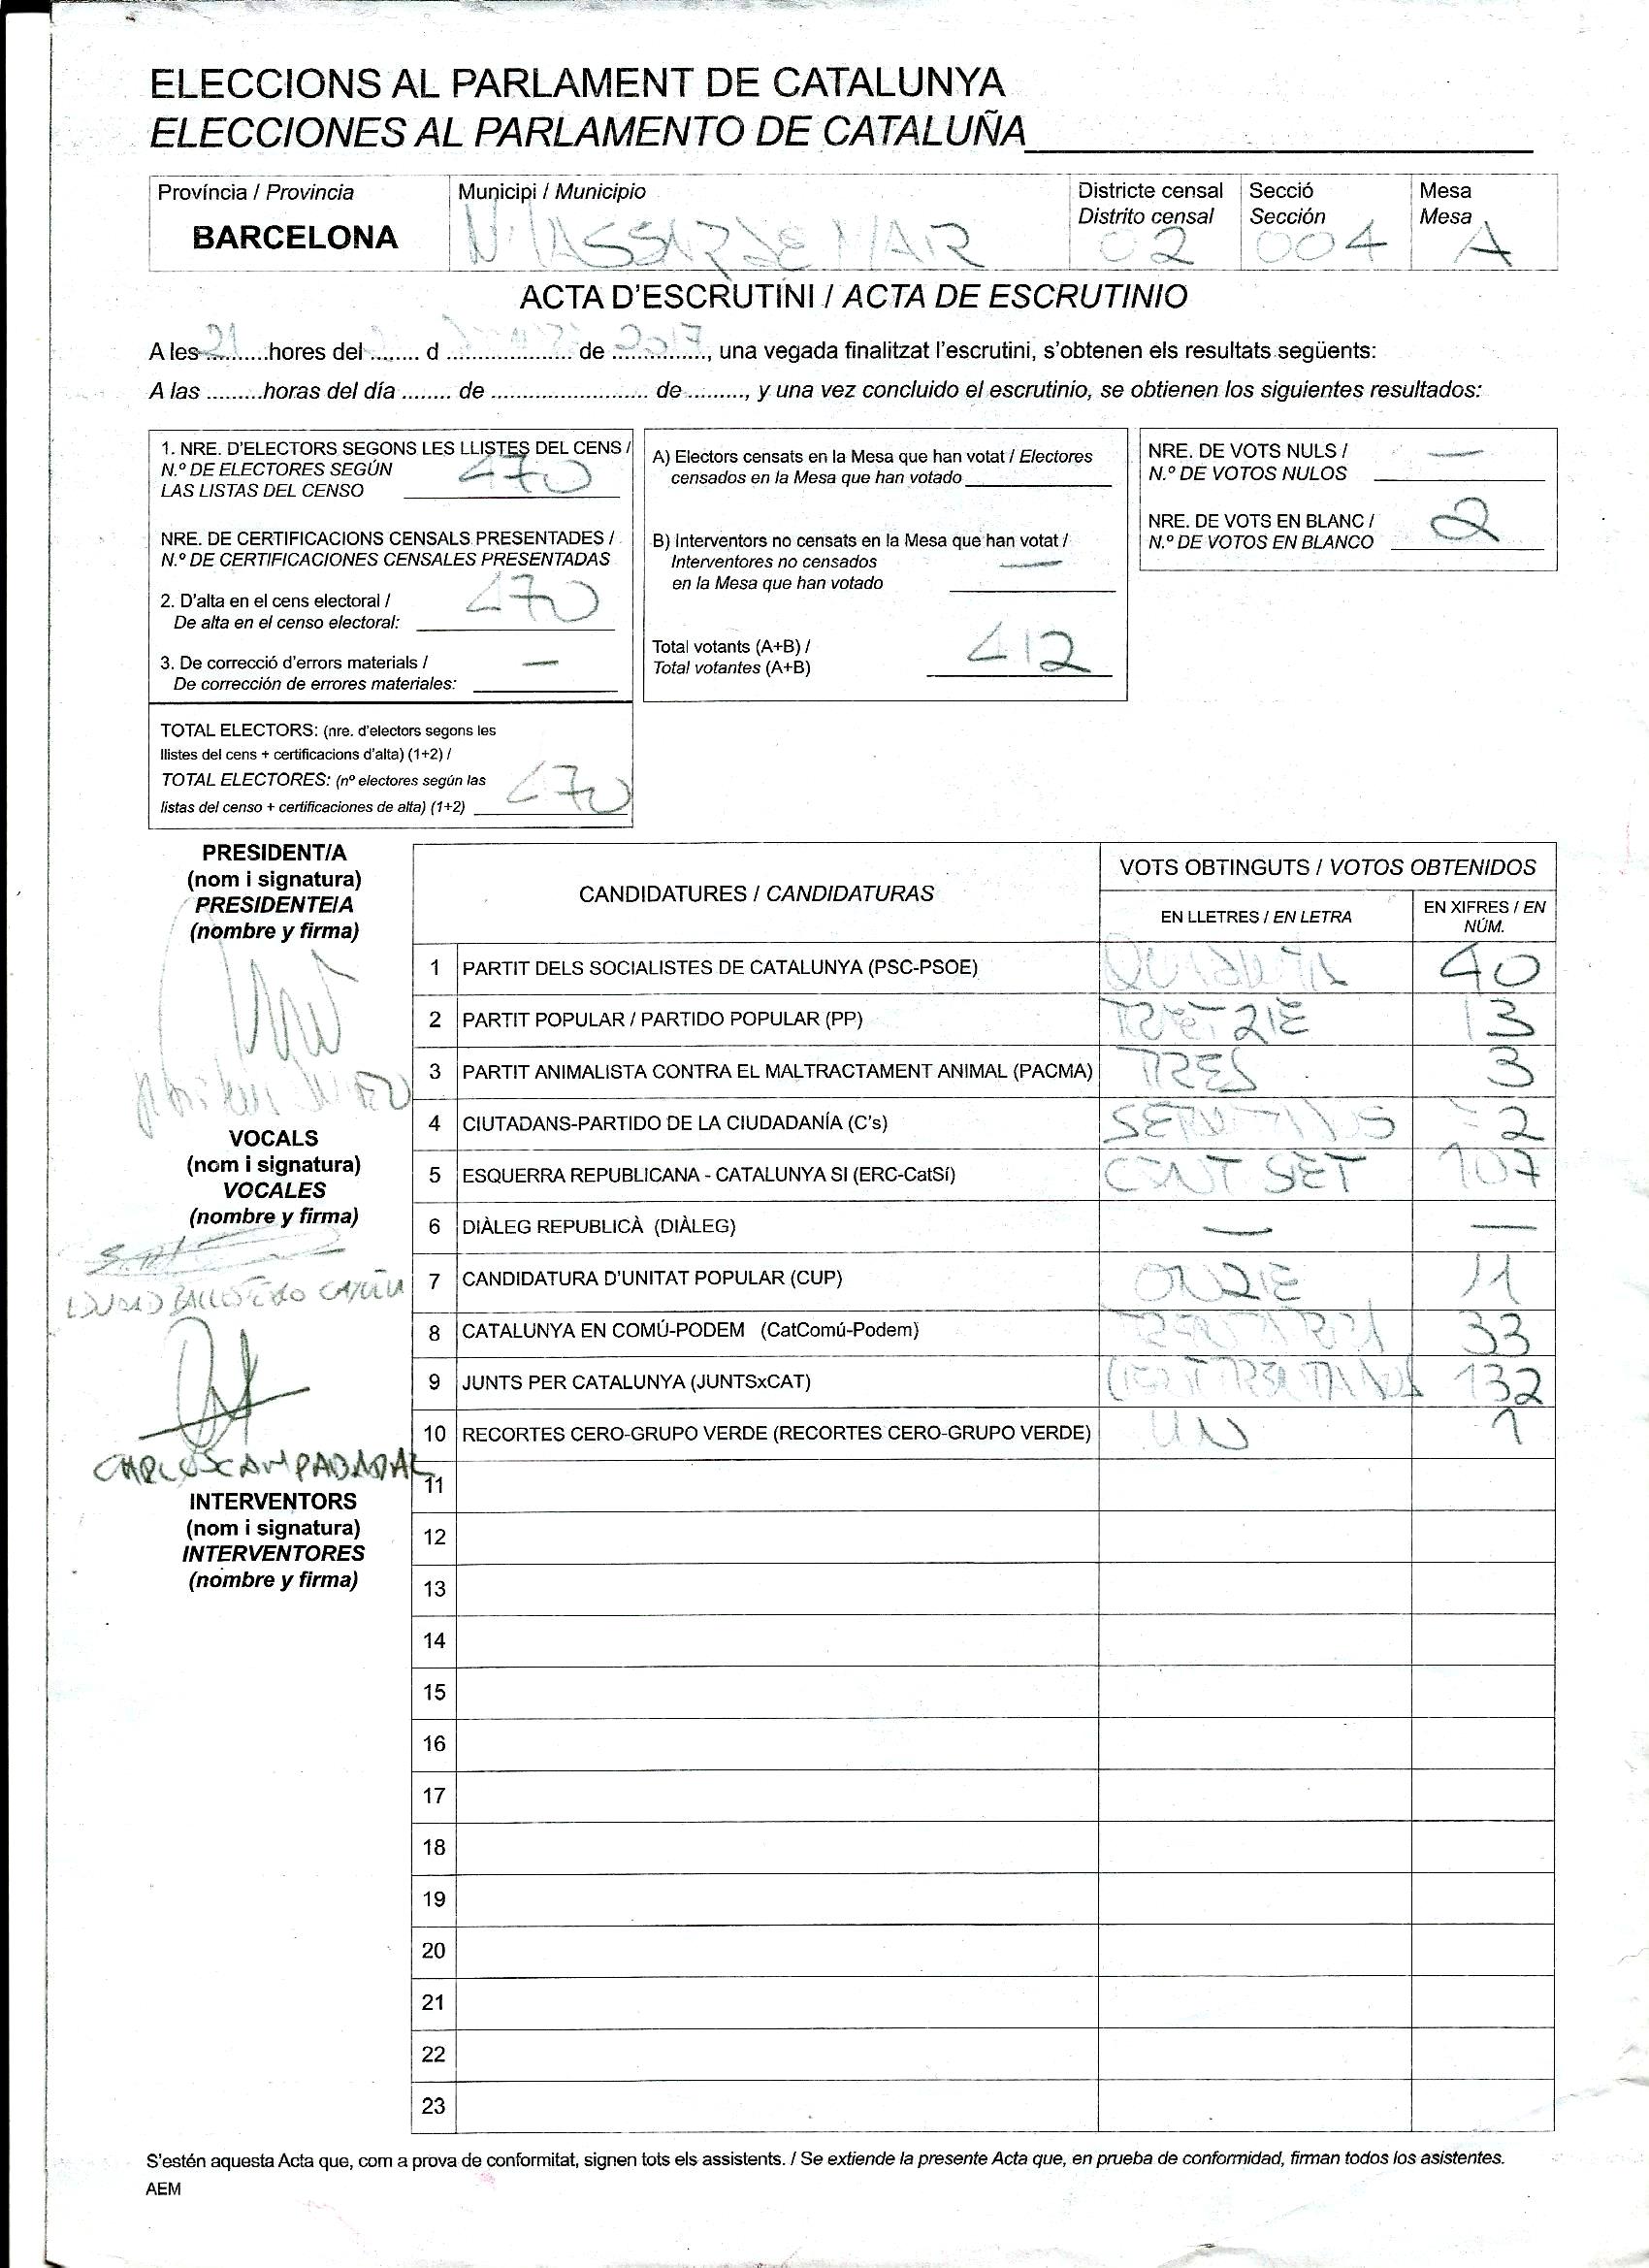 ELECCIONS AL PARLAMENT DE CATALUNYA
ELECCIONES AL PARLAMENTO DE CATALUÑA
Província / Provincia
BARCELONA
Municipi / Municipio
VILASSAR DE MAR
Districte censal
Distrito censal
02
Secció
Sección
004
Mesa
Mesa
A
ACTA D'ESCRUTINI / ACTA DE ESCRUTINIO
A les 21 hores del ........ d .................... de 2017, una vegada finalitzat l'escrutini, s'obtenen els resultats següents:
A las .........horas del día ........ de ......................... de ........., y una vez concluido el escrutinio, se obtienen los siguientes resultados:
1. NRE. D'ELECTORS SEGONS LES LLISTES DEL CENS /
N.º DE ELECTORES SEGÚN
LAS LISTAS DEL CENSO 470
NRE. DE CERTIFICACIONS CENSALS PRESENTADES /
N.º DE CERTIFICACIONES CENSALES PRESENTADAS
2. D'alta en el cens electoral /
De alta en el censo electoral: 470
3. De correcció d'errors materials /
De corrección de errores materiales: —
TOTAL ELECTORS: (nre. d'electors segons les
llistes del cens + certificacions d'alta) (1+2) /
TOTAL ELECTORES: (nº electores según las
listas del censo + certificaciones de alta) (1+2) 470
A) Electors censats en la Mesa que han votat / Electores
censados en la Mesa que han votado
B) Interventors no censats en la Mesa que han votat /
Interventores no censados
en la Mesa que han votado —
Total votants (A+B) /
Total votantes (A+B) 412
NRE. DE VOTS NULS /
N.º DE VOTOS NULOS —
NRE. DE VOTS EN BLANC /
N.º DE VOTOS EN BLANCO 2
PRESIDENT/A
(nom i signatura)
PRESIDENTE/A
(nombre y firma)
VOCALS
(nom i signatura)
VOCALES
(nombre y firma)
CARLOS CAMPADABAL
INTERVENTORS
(nom i signatura)
INTERVENTORES
(nombre y firma)
CANDIDATURES / CANDIDATURAS
VOTS OBTINGUTS / VOTOS OBTENIDOS
EN LLETRES / EN LETRA
EN XIFRES / EN
NÚM.
1 PARTIT DELS SOCIALISTES DE CATALUNYA (PSC-PSOE) 40
2 PARTIT POPULAR / PARTIDO POPULAR (PP) TRETZE 13
3 PARTIT ANIMALISTA CONTRA EL MALTRACTAMENT ANIMAL (PACMA) TRES 3
4 CIUTADANS-PARTIDO DE LA CIUDADANÍA (C's) 2
5 ESQUERRA REPUBLICANA - CATALUNYA SI (ERC-CatSí) CENT SET 107
6 DIÀLEG REPUBLICÀ (DIÀLEG) — —
7 CANDIDATURA D'UNITAT POPULAR (CUP) ONZE 11
8 CATALUNYA EN COMÚ-PODEM (CatComú-Podem) 33
9 JUNTS PER CATALUNYA (JUNTSxCAT) 132
10 RECORTES CERO-GRUPO VERDE (RECORTES CERO-GRUPO VERDE) UN 1
11
12
13
14
15
16
17
18
19
20
21
22
23
S'estén aquesta Acta que, com a prova de conformitat, signen tots els assistents. / Se extiende la presente Acta que, en prueba de conformidad, firman todos los asistentes.
AEM